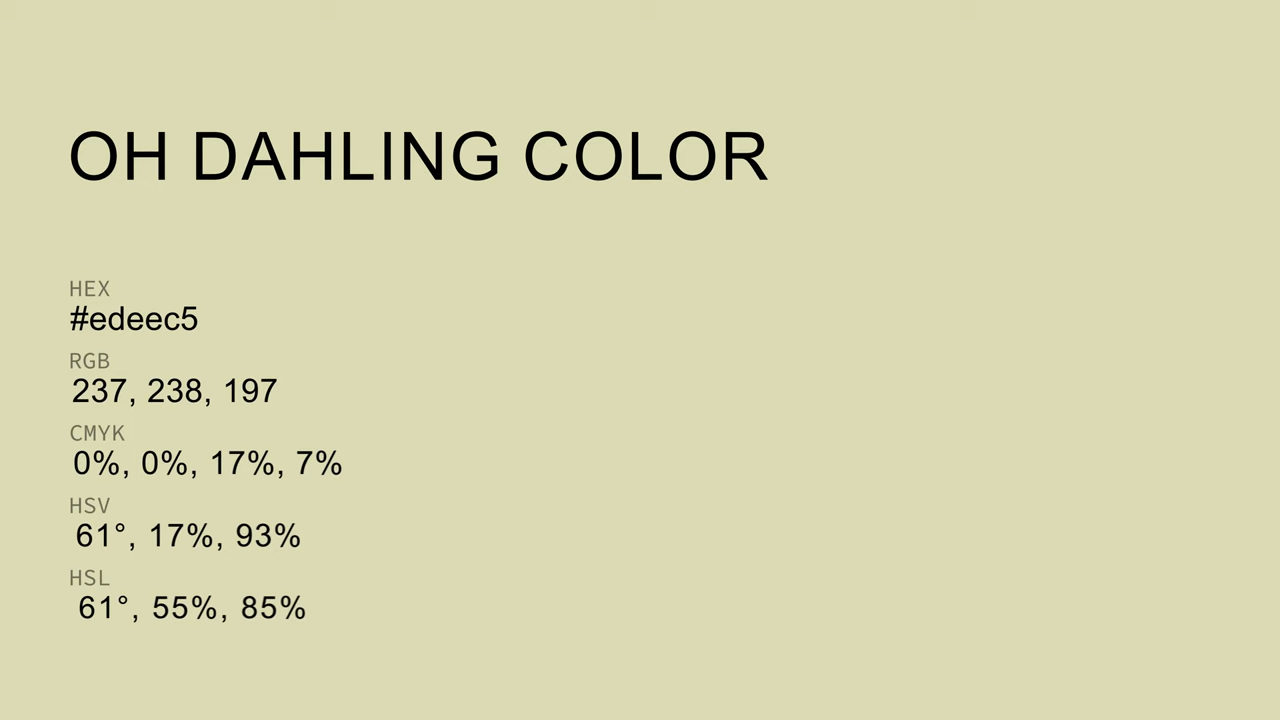 OH DAHLING COLOR
HEX
#edeec5
RGB
237, 238, 197
CMYK
0%, 0%, 17%, 7%
HSV
61°, 17%, 93%
HSL
61°, 55%, 85%